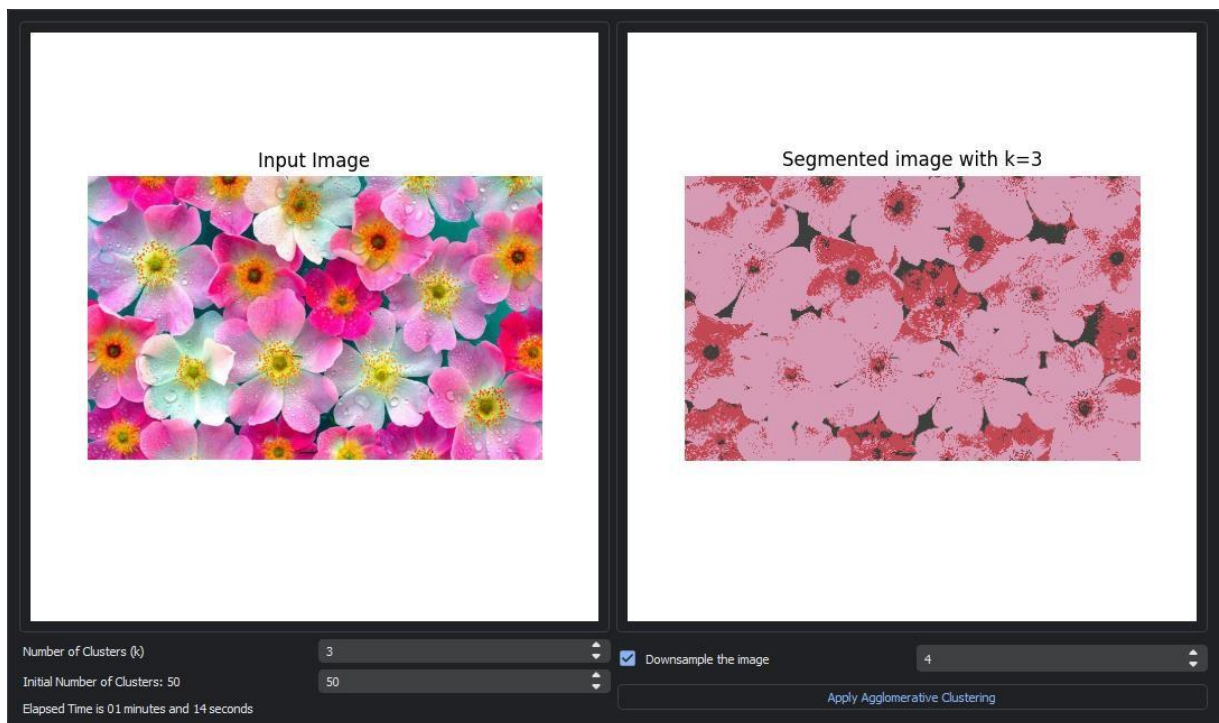 Input Image
Segmented image with k=3
Number of Clusters (k)
3
Downsample the image
4
Initial Number of Clusters: 50
50
Apply Agglomerative Clustering
Elapsed Time is 01 minutes and 14 seconds